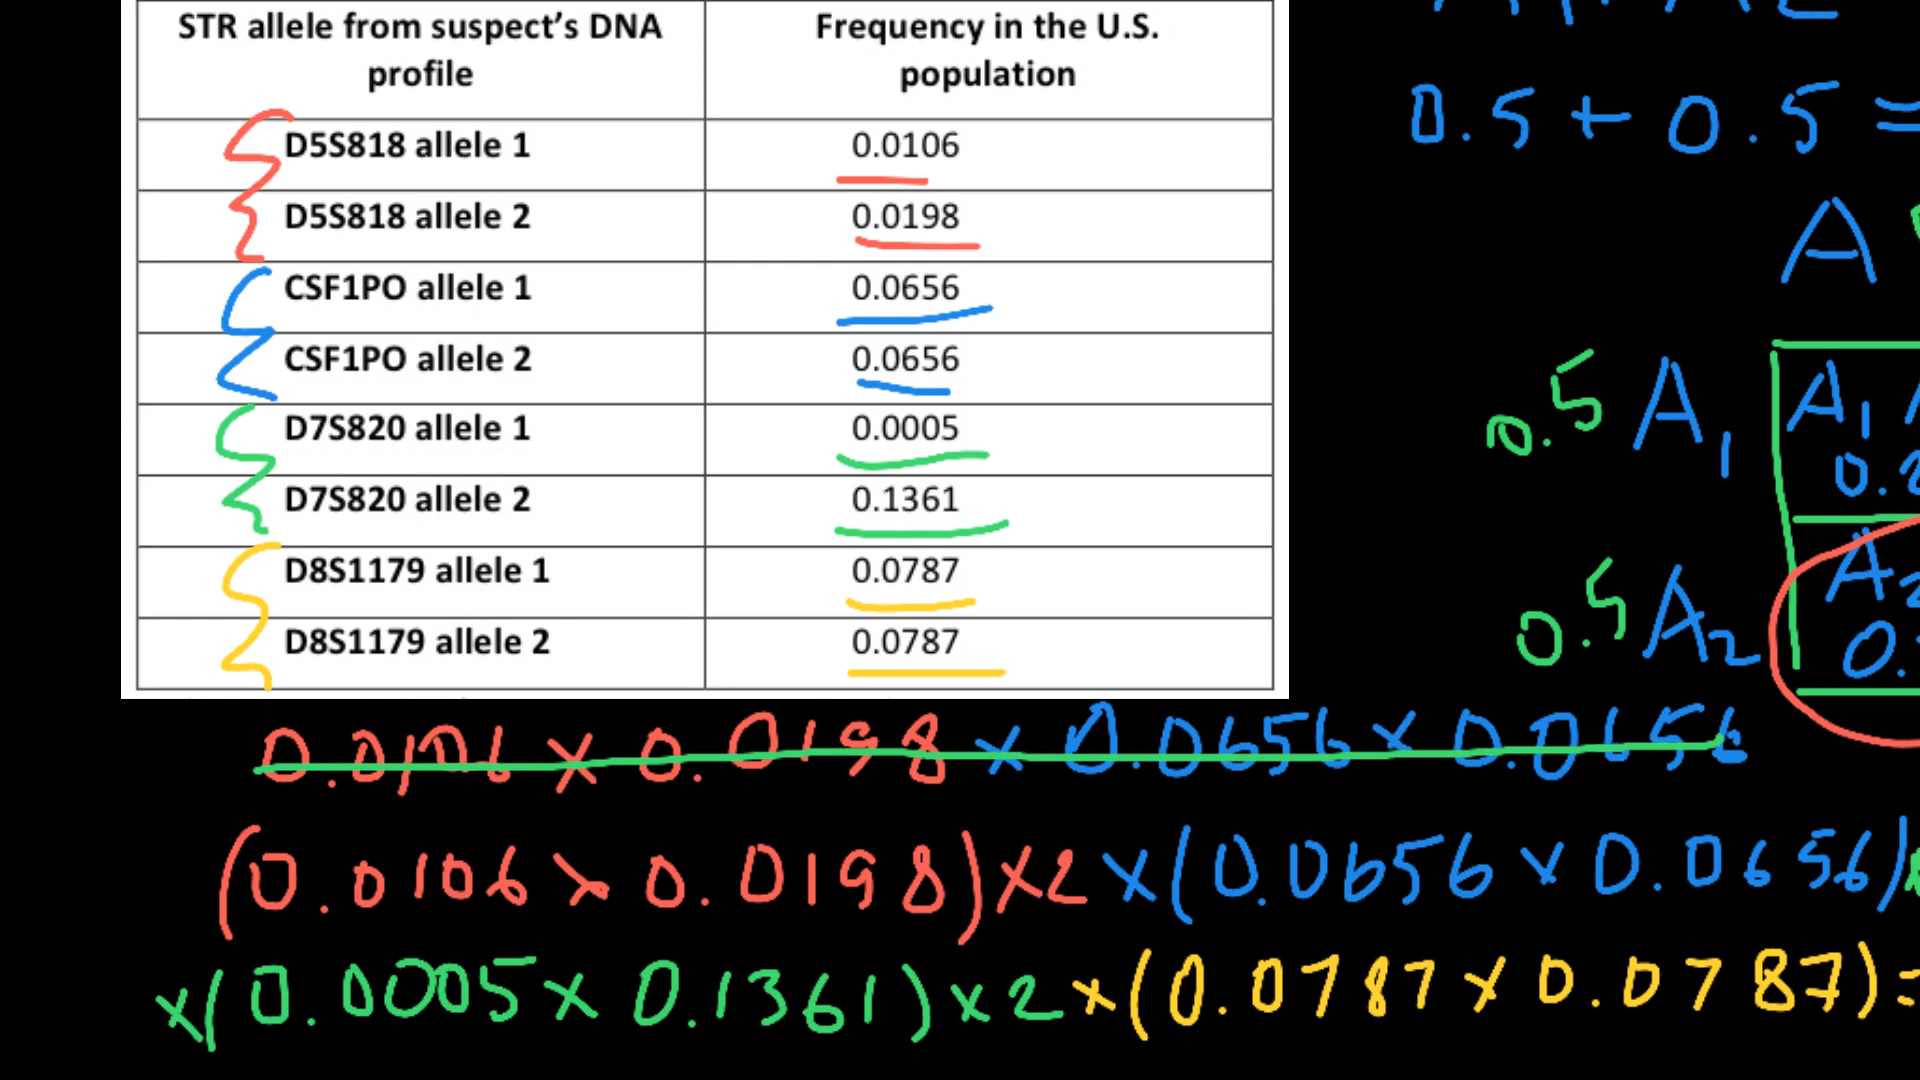 STR allele from suspect's DNA profile
Frequency in the U.S. population
D5S818 allele 1 0.0106
D5S818 allele 2 0.0198
CSF1PO allele 1 0.0656
CSF1PO allele 2 0.0656
D7S820 allele 1 0.0005
D7S820 allele 2 0.1361
D8S1179 allele 1 0.0787
D8S1179 allele 2 0.0787
0.5 + 0.5 =
A
0.5 A1
A1
0.5 A2
0.0106 × 0.0198 × 0.0656 × 0.0656
(0.0106 × 0.0198) × 2 × (0.0656 × 0.0656)
×(0.0005 × 0.1361) × 2 × (0.0787 × 0.0787) =